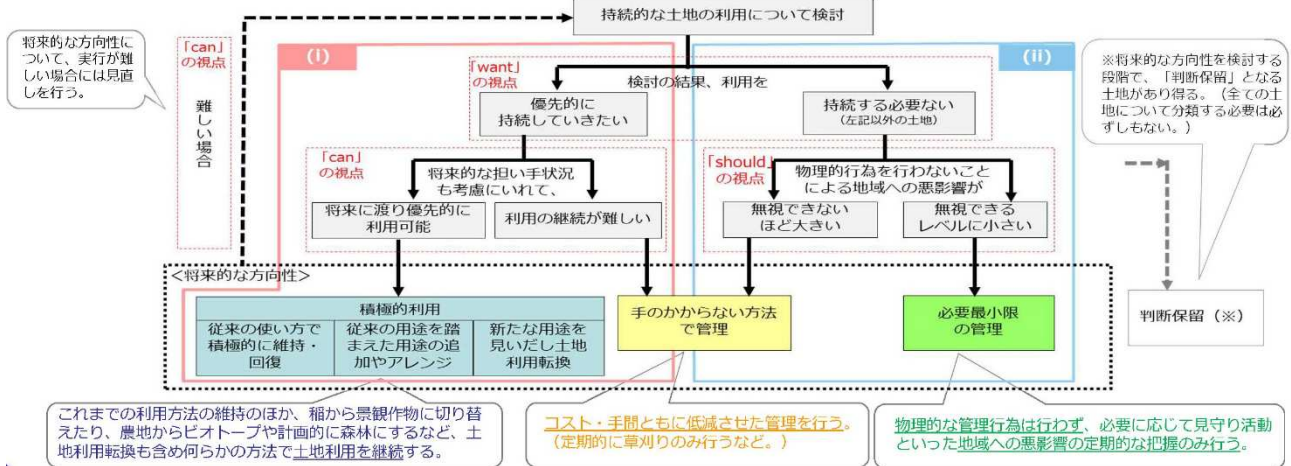 持続的な土地の利用について検討
将来的な方向性に
ついて、実行が難
しい場合には見直
しを行う。
「can」
の視点
難しい場合
(i)
(ii)
「want」
の視点
検討の結果、利用を
優先的に
持続していきたい
持続する必要ない
(左記以外の土地)
※将来的な方向性を検討する
段階で、「判断保留」となる
土地があり得る。（全ての土
地について分類する必要は必
ずしもない。）
「can」
の視点
将来的な担い手状況
も考慮にいれて、
「should」
の視点
物理的行為を行わないこと
による地域への悪影響が
将来に渡り優先的に
利用可能
利用の継続が難しい
無視できない
ほど大きい
無視できる
レベルに小さい
<将来的な方向性>
積極的利用
従来の使い方で
積極的に維持・
回復
従来の用途を踏
まえた用途の追
加やアレンジ
新たな用途を
見いだし土地
利用転換
手のかからない方法
で管理
必要最小限
の管理
判断保留（※）
これまでの利用方法の維持のほか、稲から景観作物に切り替
えたり、農地からビオトープや計画的に森林にするなど、土
地利用転換も含め何らかの方法で土地利用を継続する。
コスト・手間ともに低減させた管理を行う。
（定期的に草刈りのみ行うなど。）
物理的な管理行為は行わず、必要に応じて見守り活動
といった地域への悪影響の定期的な把握のみ行う。